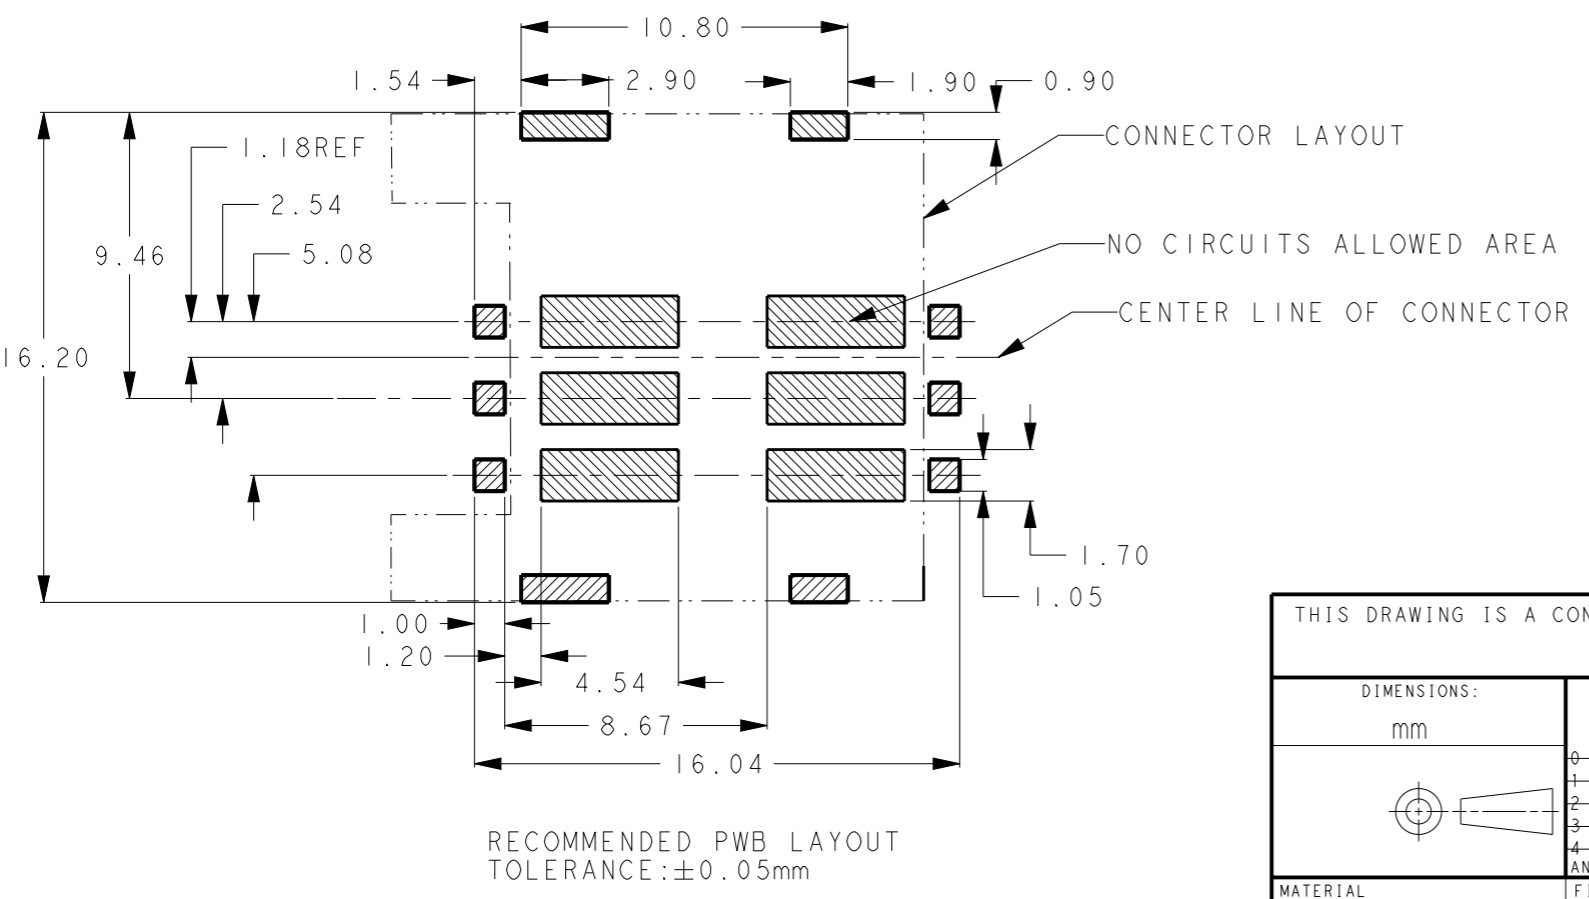 10.80
1.54
2.90
1.90
0.90
1.18REF
CONNECTOR LAYOUT
2.54
9.46
5.08
NO CIRCUITS ALLOWED AREA
CENTER LINE OF CONNECTOR
16.20
1.70
1.05
1.00
1.20
4.54
8.67
16.04
RECOMMENDED PWB LAYOUT
TOLERANCE:±0.05mm
THIS DRAWING IS A
DIMENSIONS:
mm
0
1
2
3
4
MATERIAL